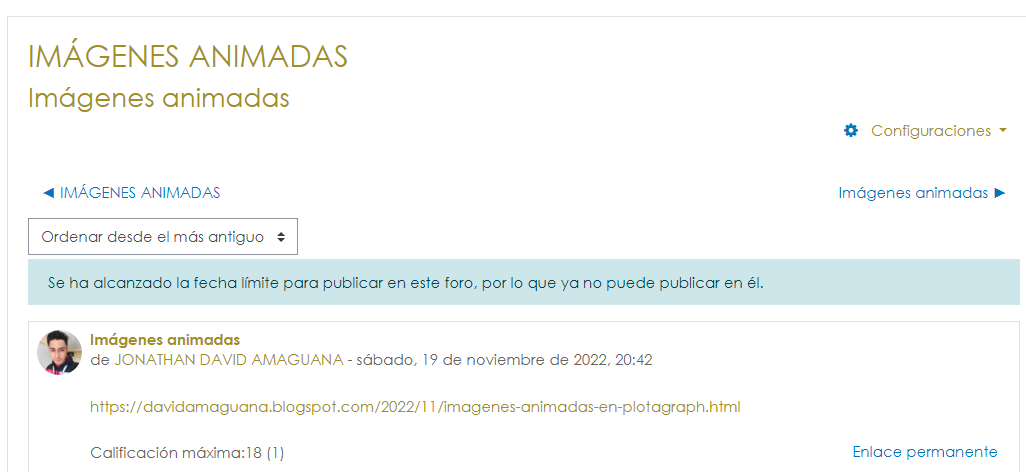 IMÁGENES ANIMADAS
Imágenes animadas
Configuraciones
◄ IMÁGENES ANIMADAS
Imágenes animadas ►
Ordenar desde el más antiguo
Se ha alcanzado la fecha límite para publicar en este foro, por lo que ya no puede publicar en él.
Imágenes animadas
de JONATHAN DAVID AMAGUANA - sábado, 19 de noviembre de 2022, 20:42
https://davidamaguana.blogspot.com/2022/11/imagenes-animadas-en-plotagraph.html
Calificación máxima:18 (1)
Enlace permanente